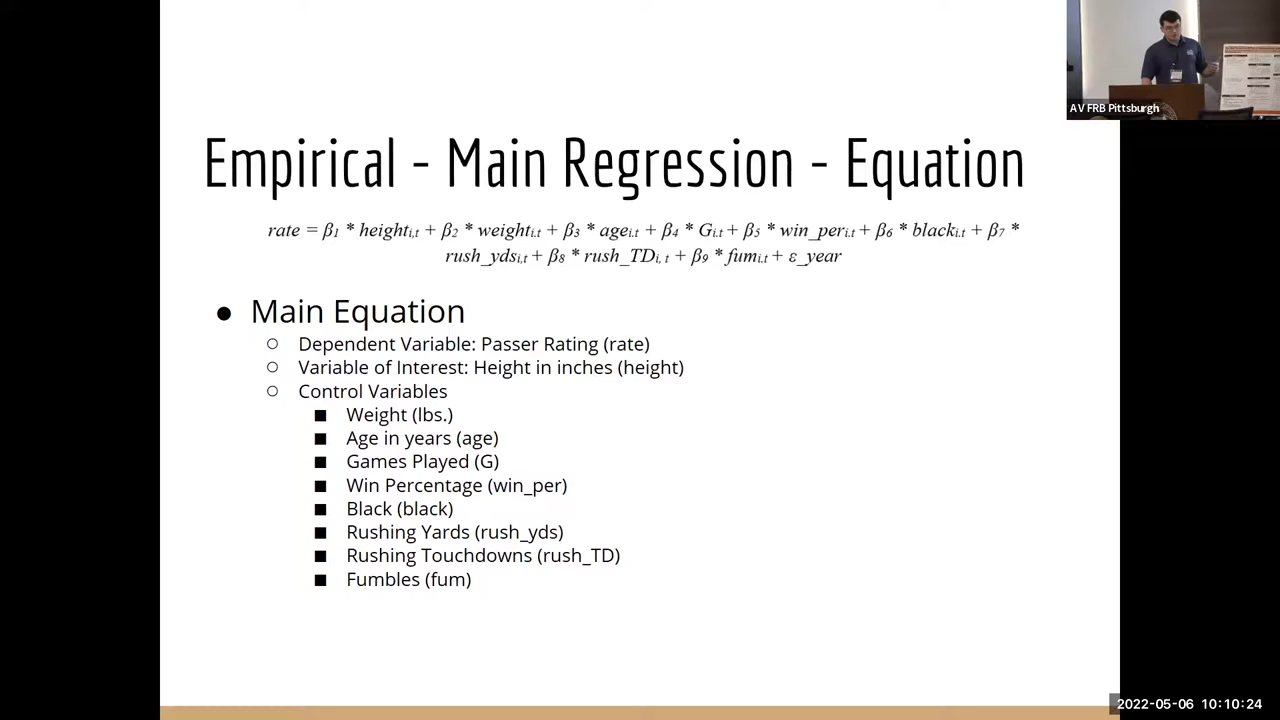 AV FRB Pittsburgh
Empirical - Main Regression - Equation
rate = β₁ * heightᵢ,ₜ + β₂ * weightᵢ.ₜ + β₃ * ageᵢ.ₜ + β₄ * Gᵢ.ₜ + β₅ * win_perᵢ.ₜ + β₆ * blackᵢ.ₜ + β₇ *
rush_ydsᵢ,ₜ + β₈ * rush_TDᵢ, ₜ + β₉ * fumᵢ.ₜ + ε_year
● Main Equation
○ Dependent Variable: Passer Rating (rate)
○ Variable of Interest: Height in inches (height)
○ Control Variables
■ Weight (lbs.)
■ Age in years (age)
■ Games Played (G)
■ Win Percentage (win_per)
■ Black (black)
■ Rushing Yards (rush_yds)
■ Rushing Touchdowns (rush_TD)
■ Fumbles (fum)
2022-05-06 10:10:24